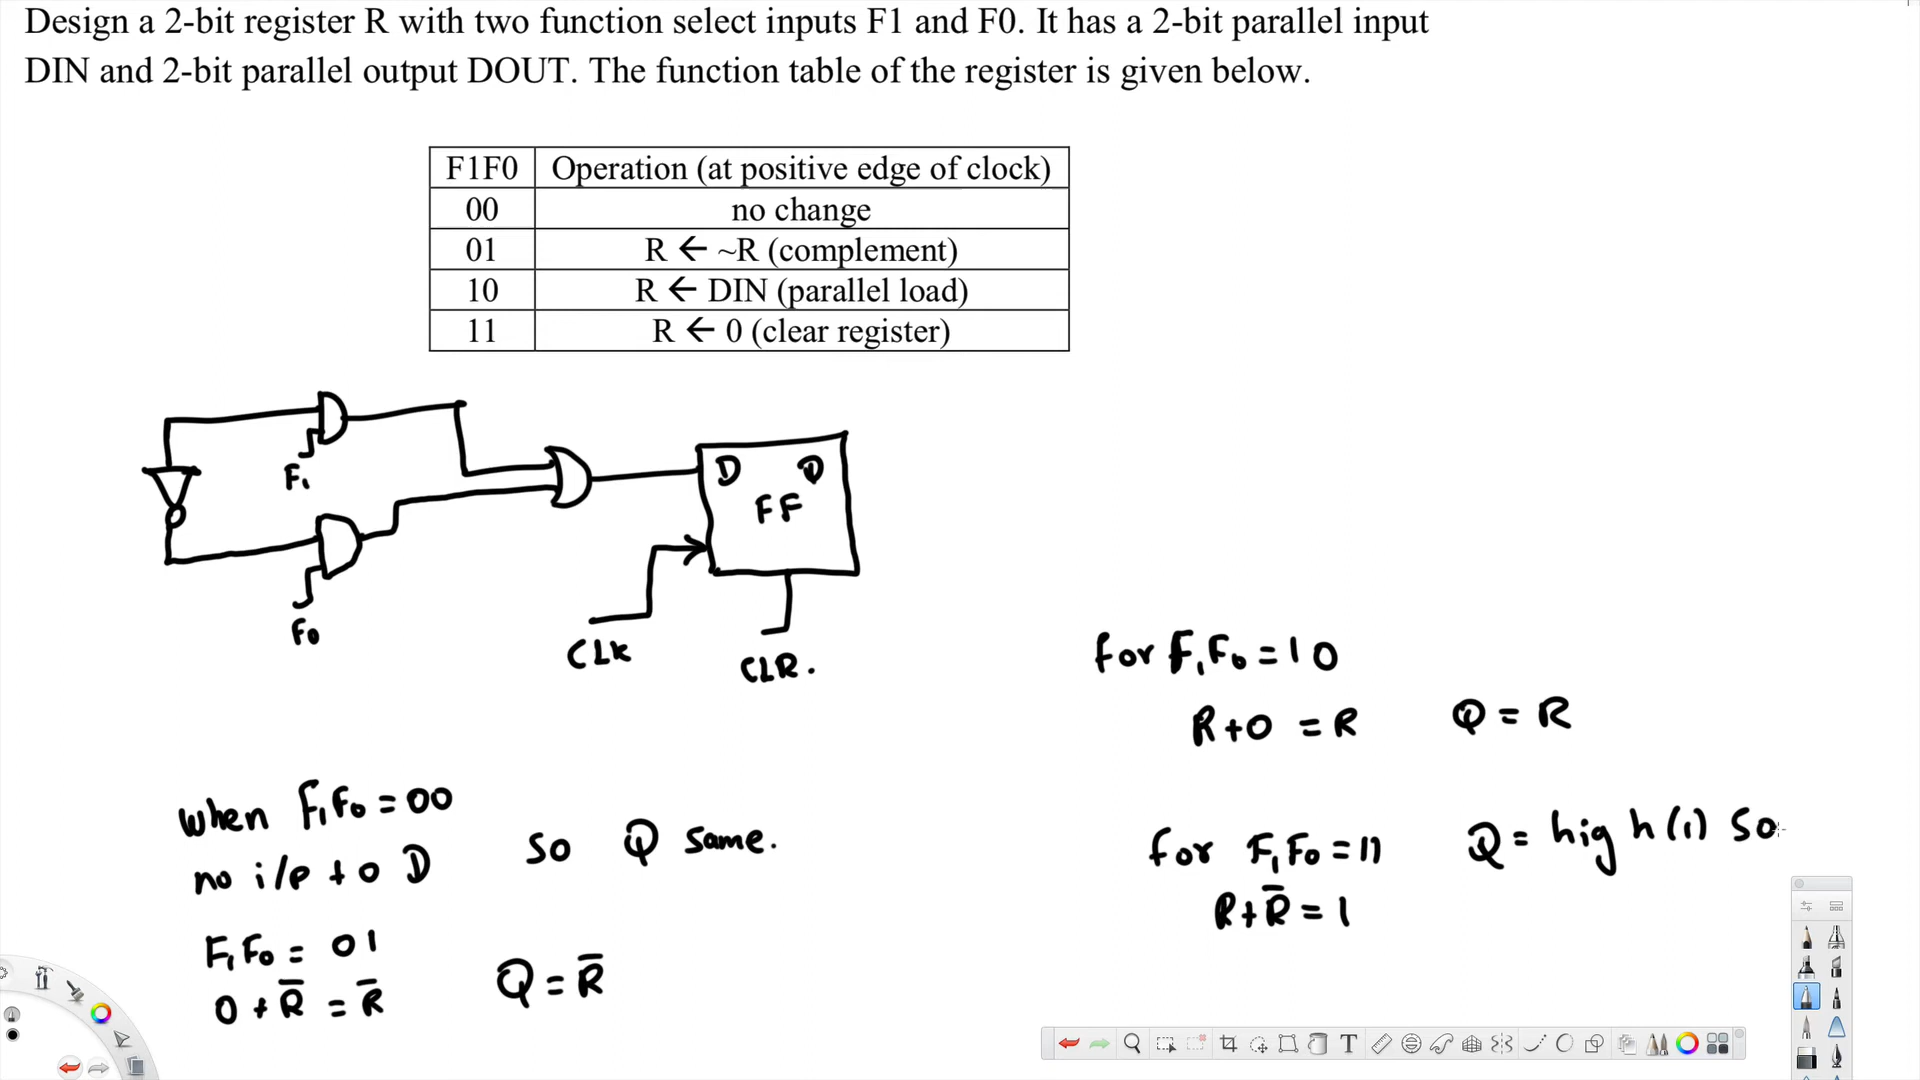 Design a 2-bit register R with two function select inputs F1 and F0. It has a 2-bit parallel input
DIN and 2-bit parallel output DOUT. The function table of the register is given below.
F1F0 Operation (at positive edge of clock)
00 no change
01 R ← ~R (complement)
10 R ← DIN (parallel load)
11 R ← 0 (clear register)
F₁
F₀
D Q
FF
CLK
CLR.
when F₁F₀ = 00
no i/p to D
so Q same.
F₁F₀ = 01
0 + R̅ = R̅
Q = R̅
for F₁F₀ = 10
R+0 = R
Q = R
for F₁F₀ = 11
R+R̅ = 1
Q = high(1) so
T